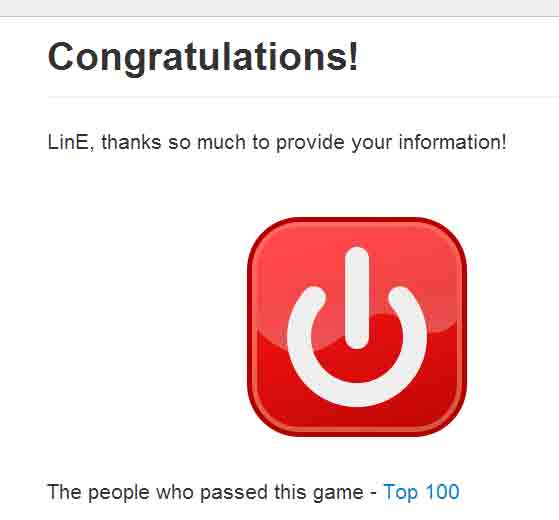 Congratulations!
LinE, thanks so much to provide your information!
The people who passed this game - Top 100